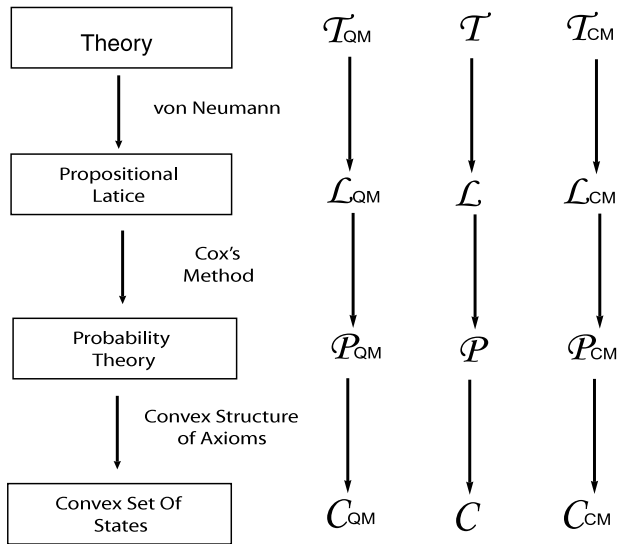 Theory
𝒯QM 𝒯 𝒯CM
von Neumann
Propositional
Latice
ℒQM ℒ ℒCM
Cox's
Method
Probability
Theory
𝒫QM 𝒫 𝒫CM
Convex Structure
of Axioms
Convex Set Of
States
𝒞QM 𝒞 𝒞CM